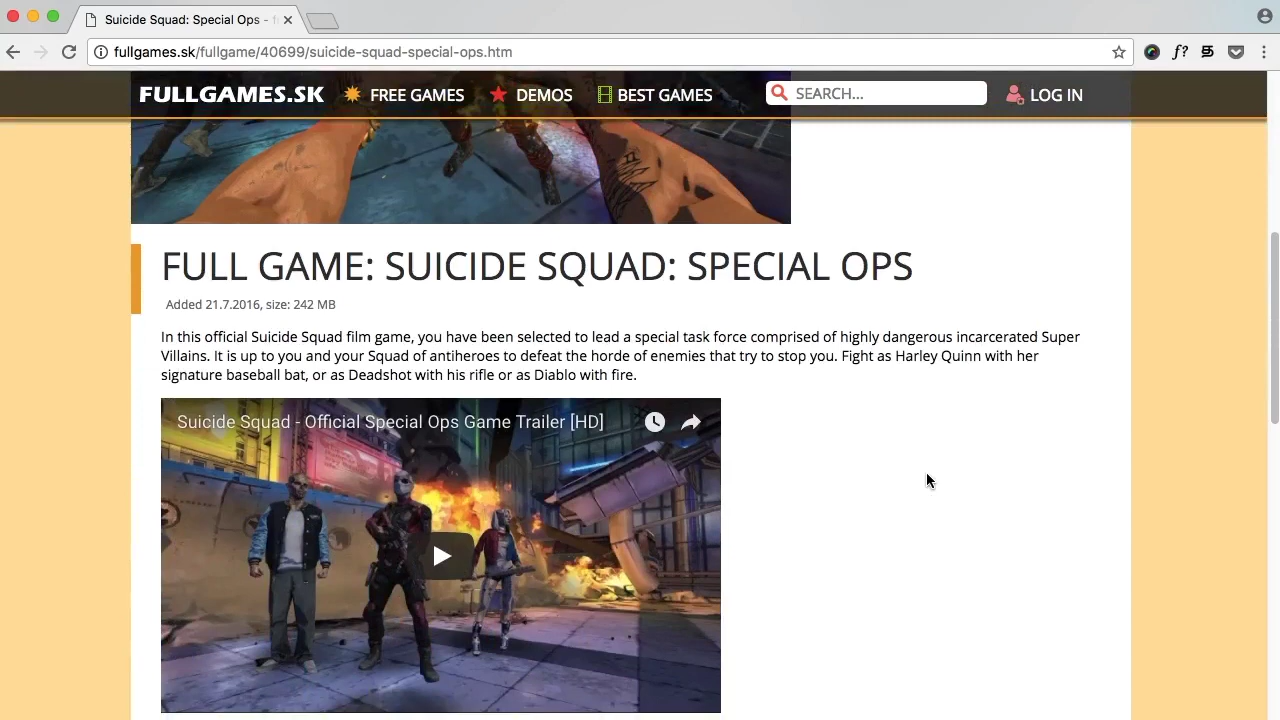 Suicide Squad: Special Ops -
fullgames.sk/fullgame/40699/suicide-squad-special-ops.htm
f?
FULLGAMES.SK
FREE GAMES
DEMOS
BEST GAMES
SEARCH...
LOG IN
FULL GAME: SUICIDE SQUAD: SPECIAL OPS
Added 21.7.2016, size: 242 MB
In this official Suicide Squad film game, you have been selected to lead a special task force comprised of highly dangerous incarcerated Super
Villains. It is up to you and your Squad of antiheroes to defeat the horde of enemies that try to stop you. Fight as Harley Quinn with her
signature baseball bat, or as Deadshot with his rifle or as Diablo with fire.
Suicide Squad - Official Special Ops Game Trailer [HD]